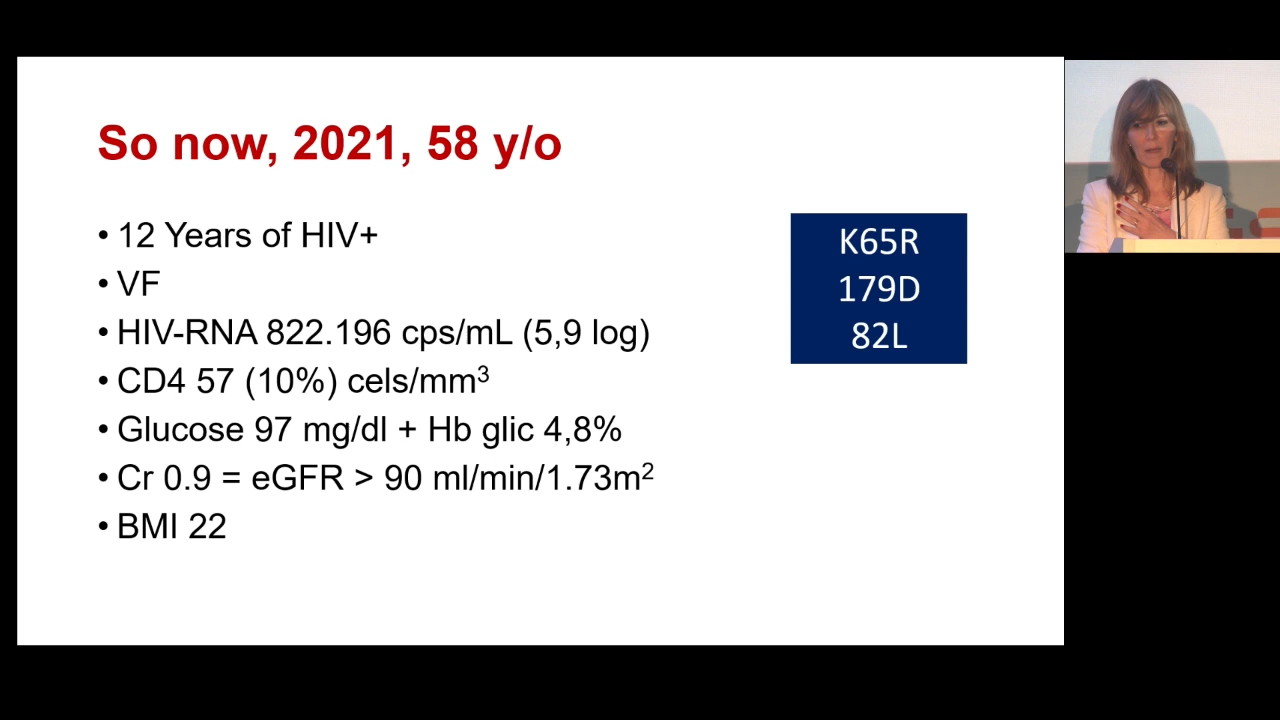 So now, 2021, 58 y/o
• 12 Years of HIV+
• VF
• HIV-RNA 822.196 cps/mL (5,9 log)
• CD4 57 (10%) cels/mm³
• Glucose 97 mg/dl + Hb glic 4,8%
• Cr 0.9 = eGFR > 90 ml/min/1.73m²
• BMI 22
K65R
179D
82L